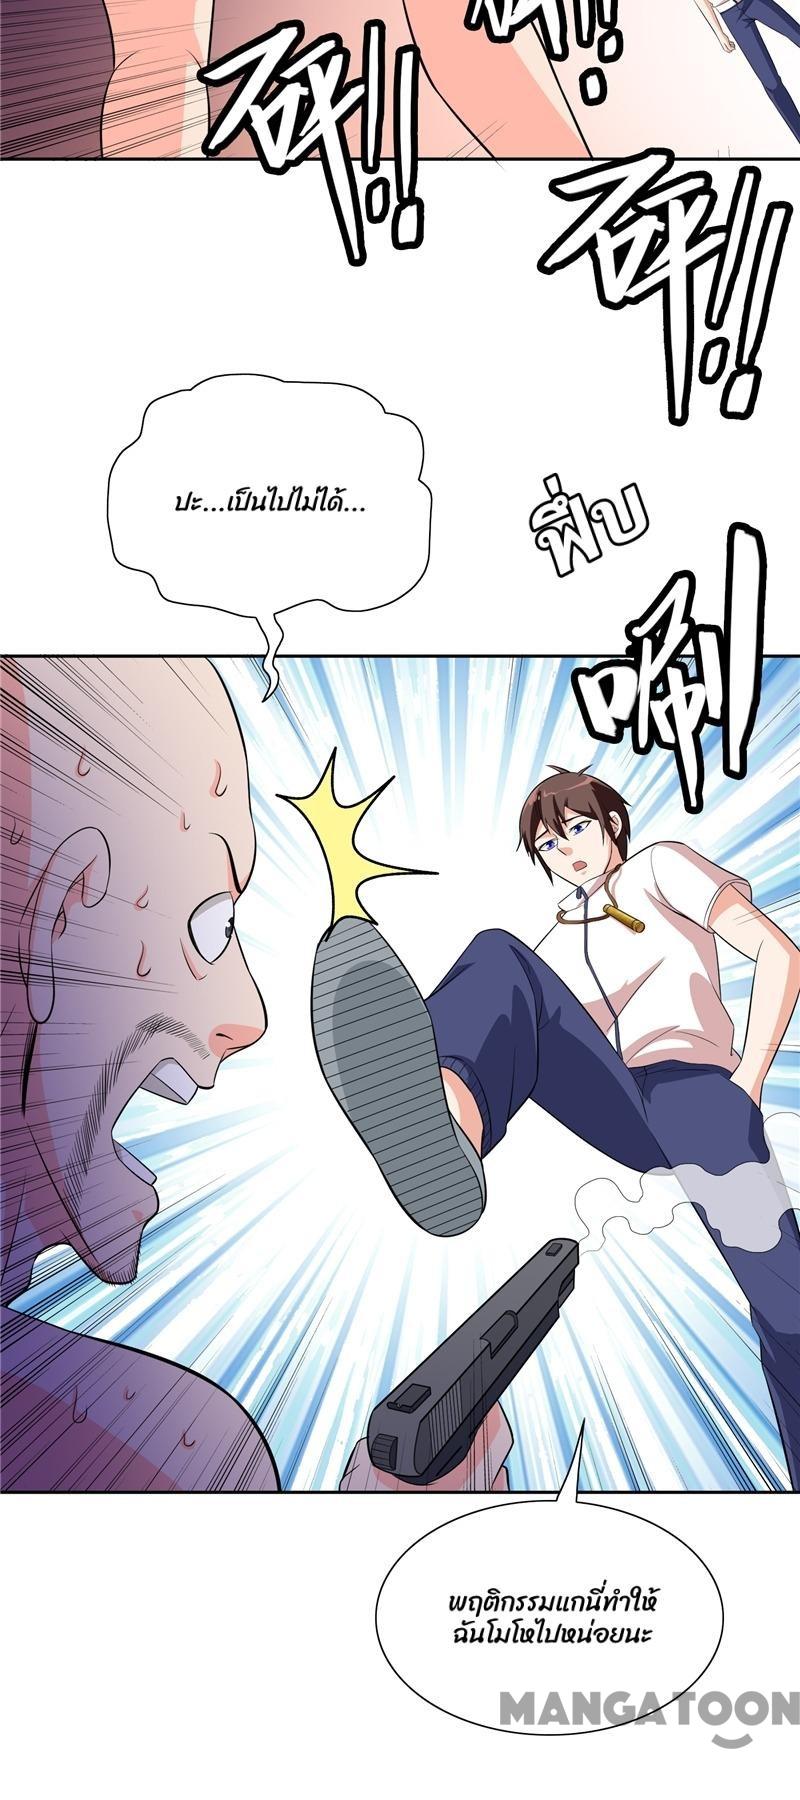 砰!!
砰!!
砰!!
ปะ...เป็นไปไม่ได้...
ฟึ่บ
唰!
พฤติกรรมแกนี่ทำให้
ฉันโมโหไปหน่อยนะ
MANGATOON